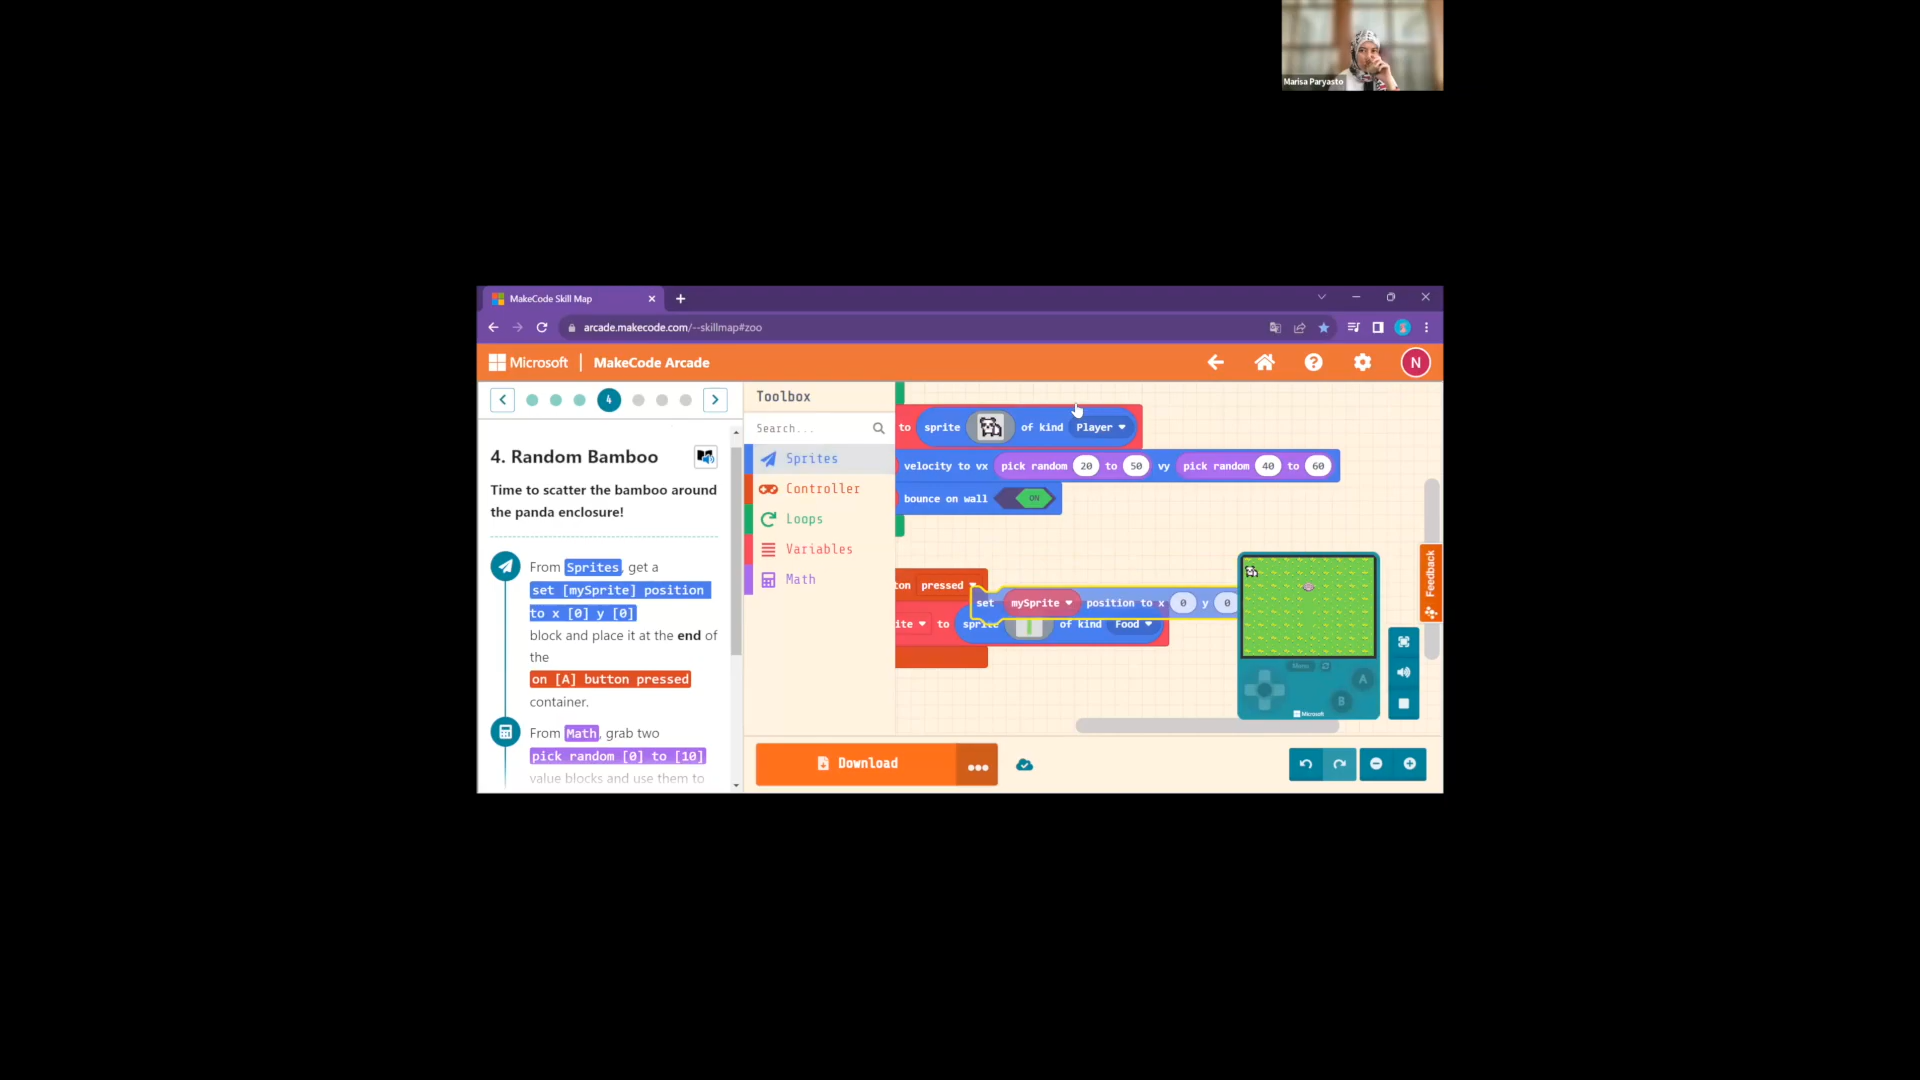 Marisa Paryasto
MakeCode Skill Map
arcade.makecode.com/--skillmap#zoo
Microsoft | MakeCode Arcade
N
4
4. Random Bamboo
Time to scatter the bamboo around
the panda enclosure!
From Sprites, get a
set [mySprite] position
to x [0] y [0]
block and place it at the end of
the
on [A] button pressed
container.
From Math, grab two
pick random [0] to [10]
value blocks and use them to
Toolbox
Search...
Sprites
Controller
Loops
Variables
Math
to sprite of kind Player
velocity to vx pick random 20 to 50 vy pick random 40 to 60
bounce on wall ON
ton pressed
set mySprite position to x 0 y 0
ite to sprite of kind Food
Menu
A
B
Microsoft
Feedback
Download